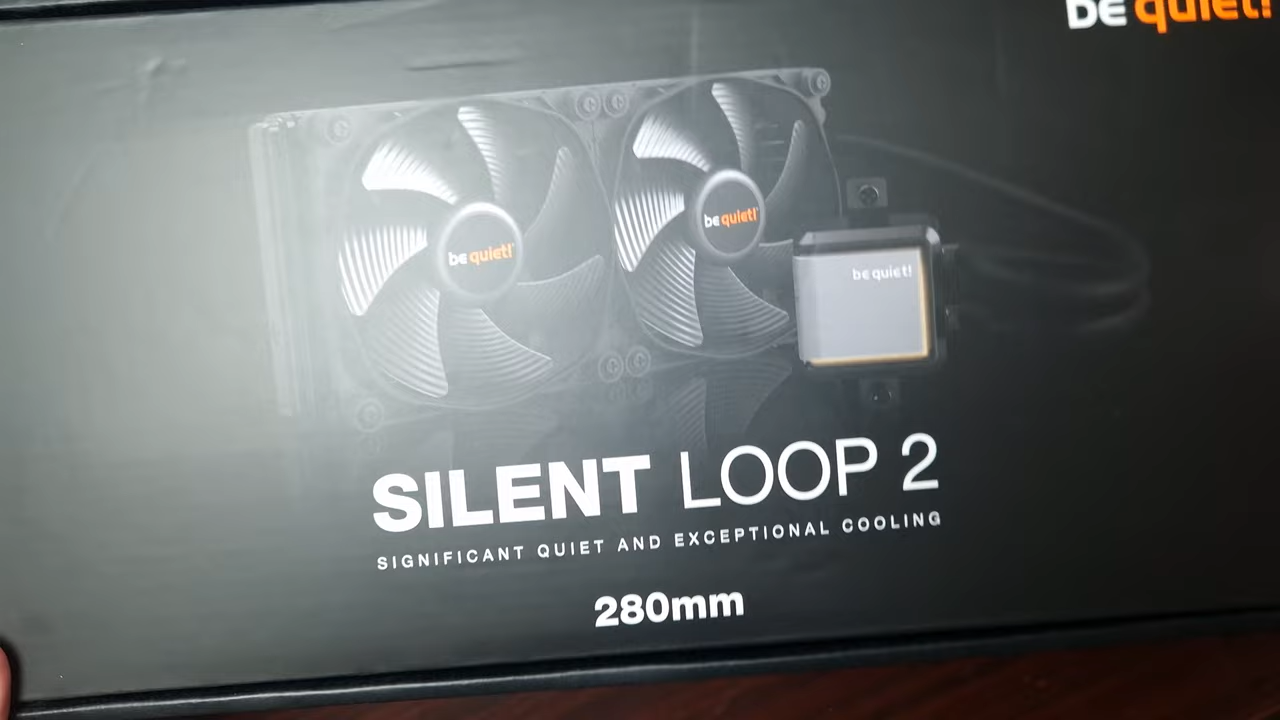 be quiet!
be quiet!
be quiet!
be quiet!
SILENT LOOP 2
SIGNIFICANT QUIET AND EXCEPTIONAL COOLING
280mm